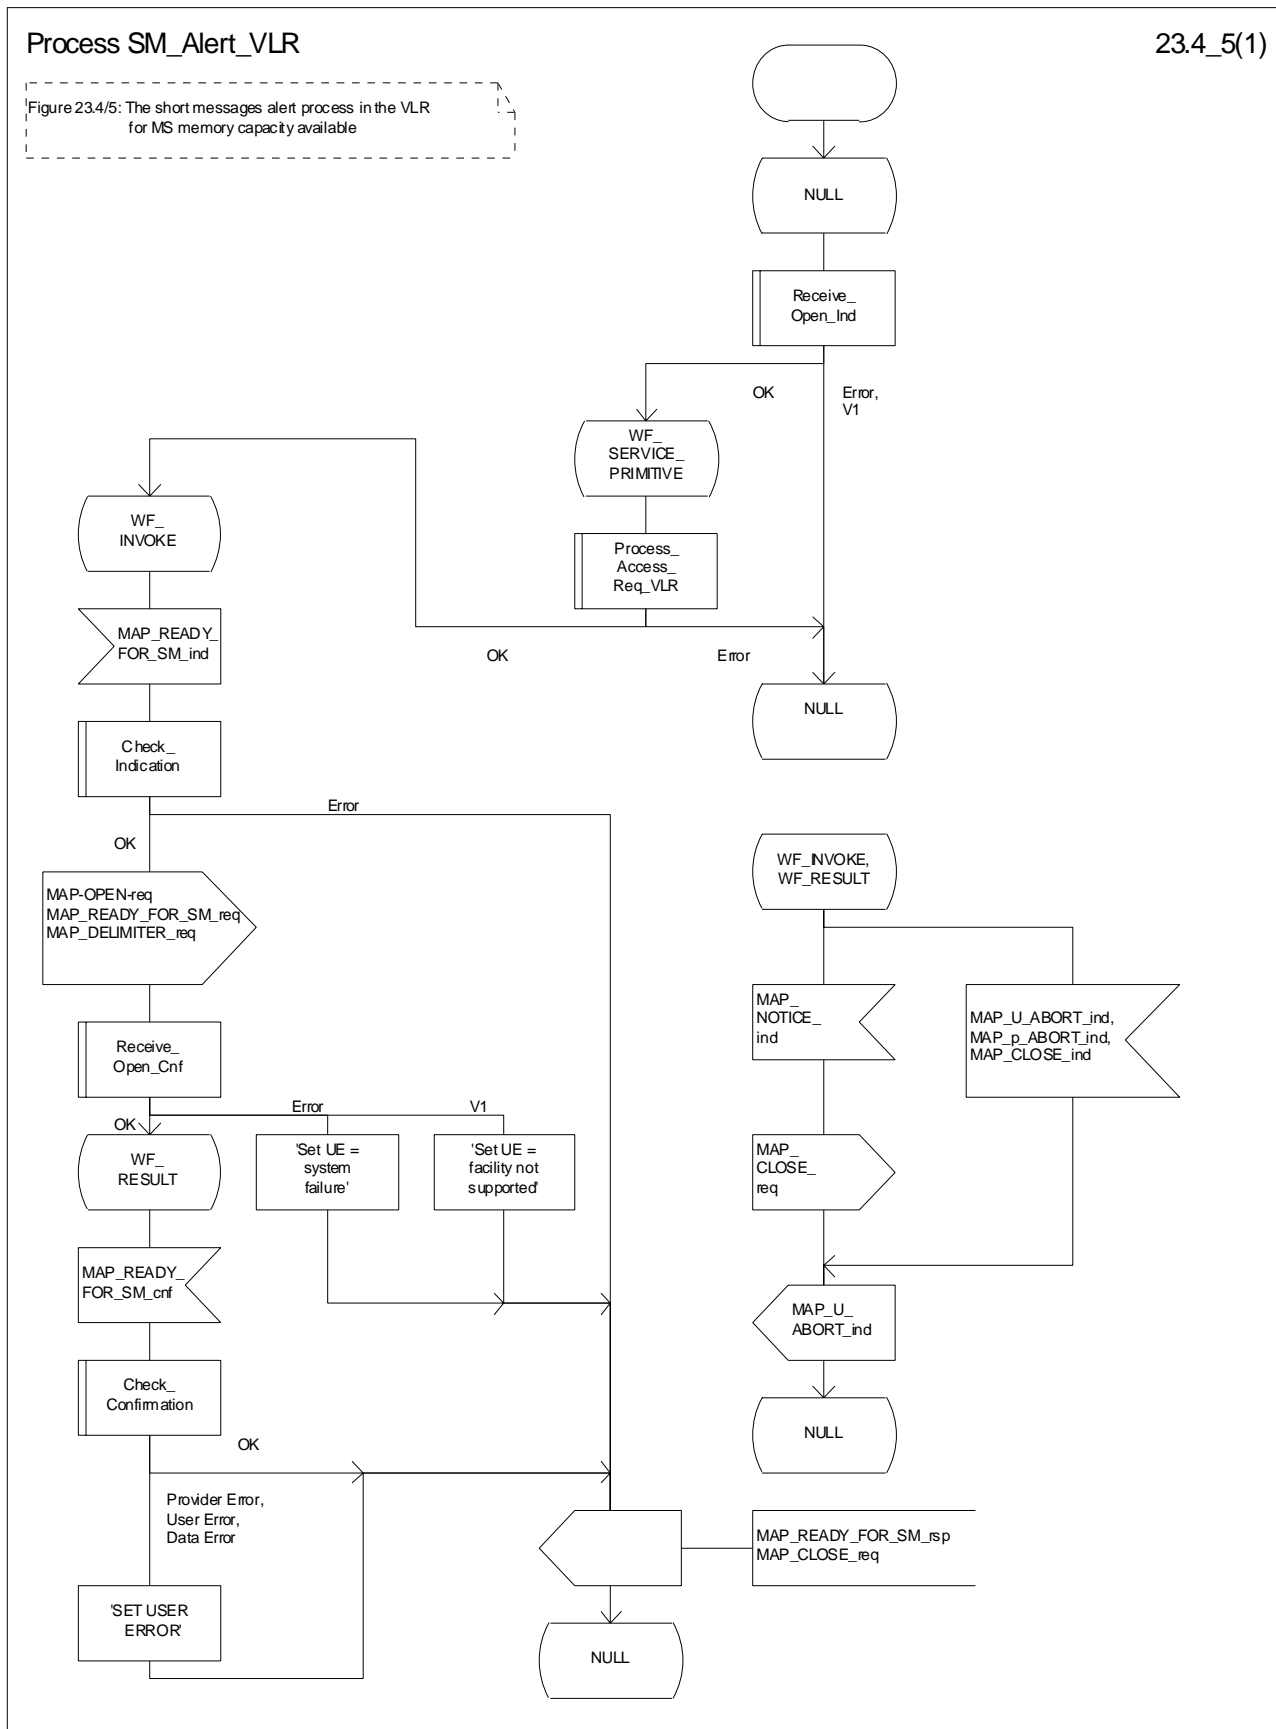 Process SM_Alert_VLR
23.4_5(1)
Figure 23.4/5: The short messages alert process in the VLR
for MS memory capacity available
NULL
Receive_
Open_Ind
OK
Error,
V1
WF_
SERVICE_
PRIMITIVE
WF_
INVOKE
Process_
Access_
Req_VLR
MAP_READY_
FOR_SM_ind
OK
Error
NULL
Check_
Indication
Error
OK
WF_INVOKE,
WF_RESULT
MAP-OPEN-req
MAP_READY_FOR_SM_req
MAP_DELIMITER_req
MAP_
NOTICE_
ind
MAP_U_ABORT_ind,
MAP_p_ABORT_ind,
MAP_CLOSE_ind
Receive_
Open_Cnf
Error
V1
OK
WF_
RESULT
'Set UE =
system
failure'
'Set UE =
facility not
supported'
MAP_
CLOSE_
req
MAP_READY_
FOR_SM_cnf
MAP_U_
ABORT_ind
Check_
Confirmation
NULL
OK
Provider Error,
User Error,
Data Error
MAP_READY_FOR_SM_rsp
MAP_CLOSE_req
'SET USER
ERROR'
NULL